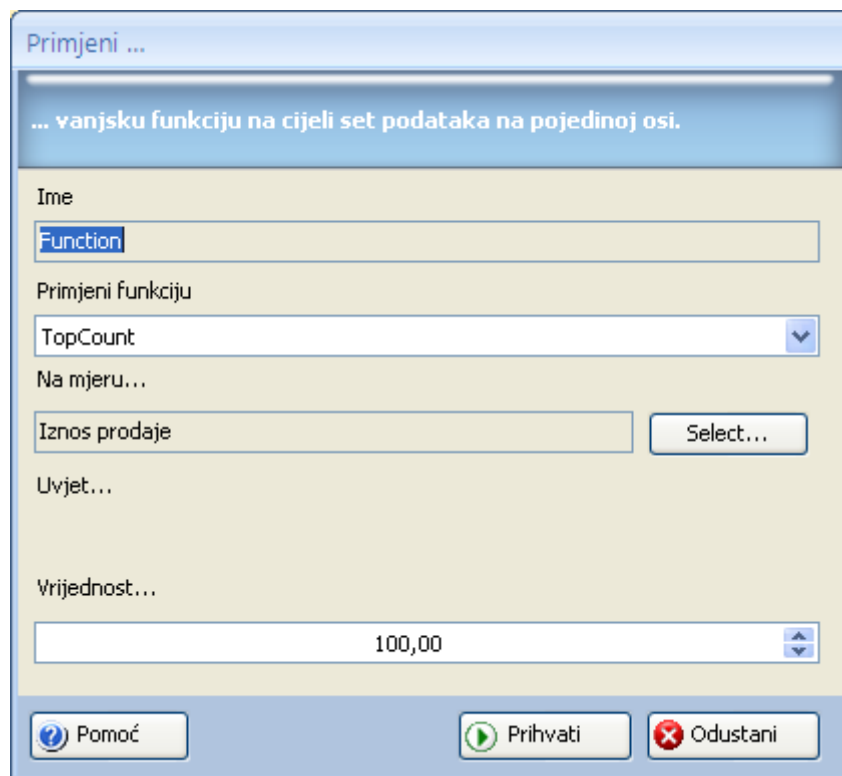 Primjeni ...
... vanjsku funkciju na cijeli set podataka na pojedinoj osi.
Ime
Function
Primjeni funkciju
TopCount
Na mjeru...
Iznos prodaje
Select...
Uvjet...
Vrijednost...
100,00
Pomoć
Prihvati
Odustani